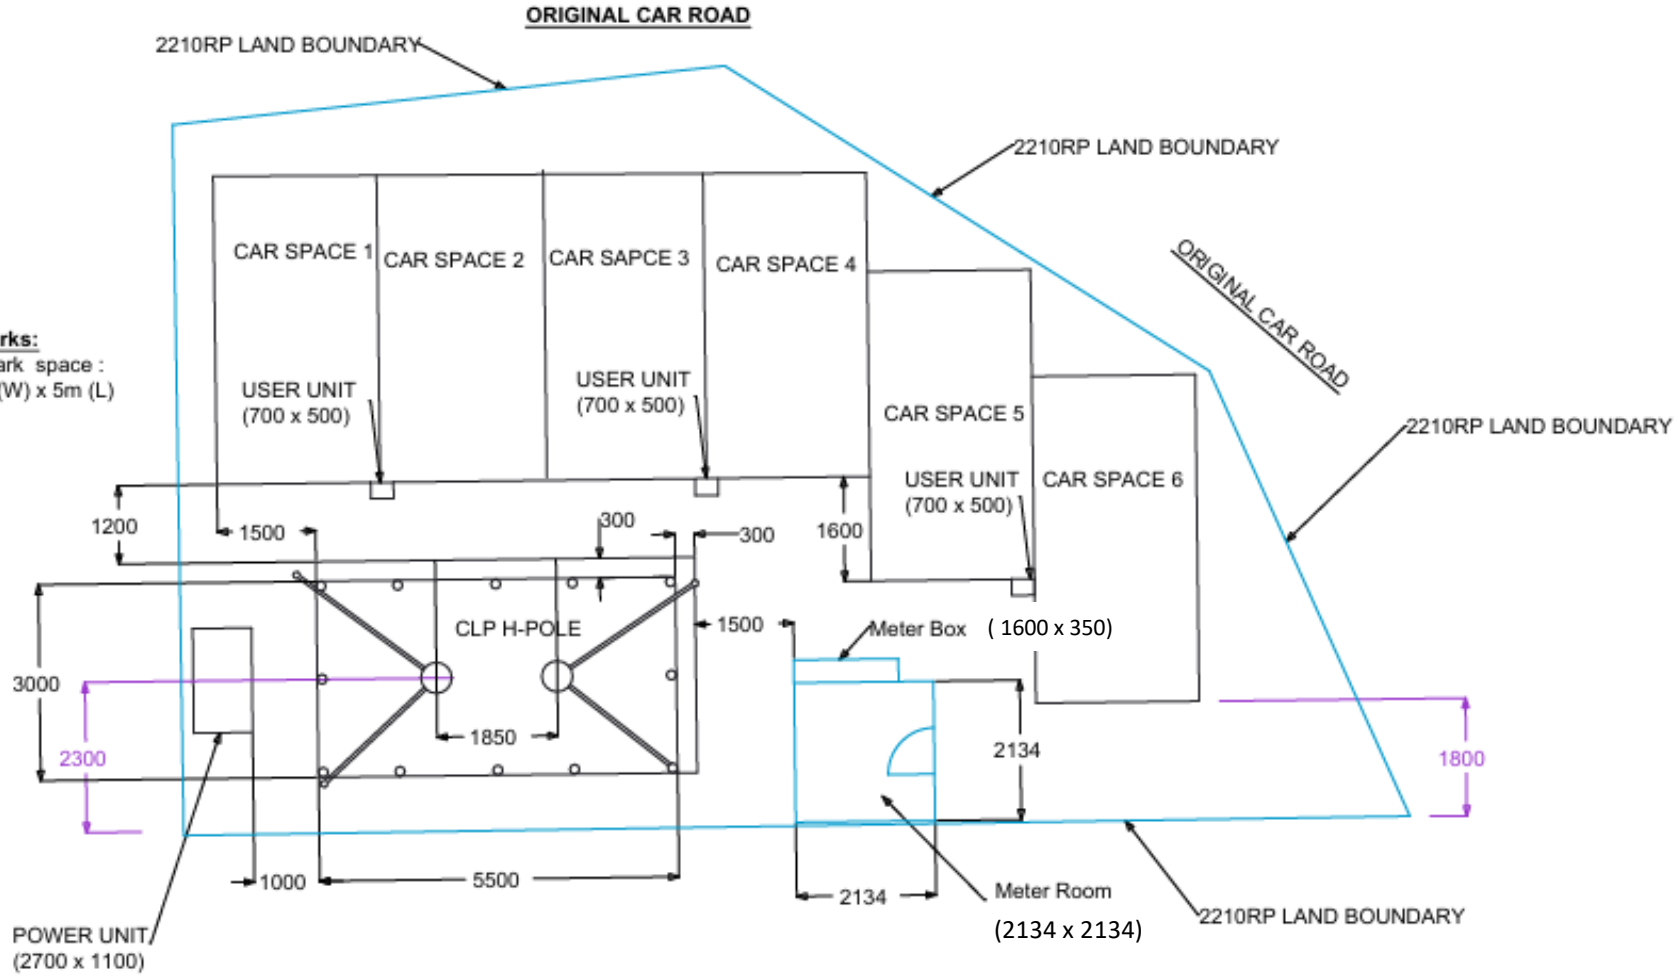 ORIGINAL CAR ROAD
2210RP LAND BOUNDARY
2210RP LAND BOUNDARY
ORIGINAL CAR ROAD
CAR SPACE 1
CAR SPACE 2
CAR SAPCE 3
CAR SPACE 4
rks:
ark space :
(W) x 5m (L)
USER UNIT
(700 x 500)
USER UNIT
(700 x 500)
CAR SPACE 5
2210RP LAND BOUNDARY
USER UNIT
(700 x 500)
CAR SPACE 6
1200
1500
300
300
1600
CLP H-POLE
1500
Meter Box ( 1600 x 350)
3000
2300
1850
2134
1800
1000
5500
2134
Meter Room
(2134 x 2134)
2210RP LAND BOUNDARY
POWER UNIT
(2700 x 1100)